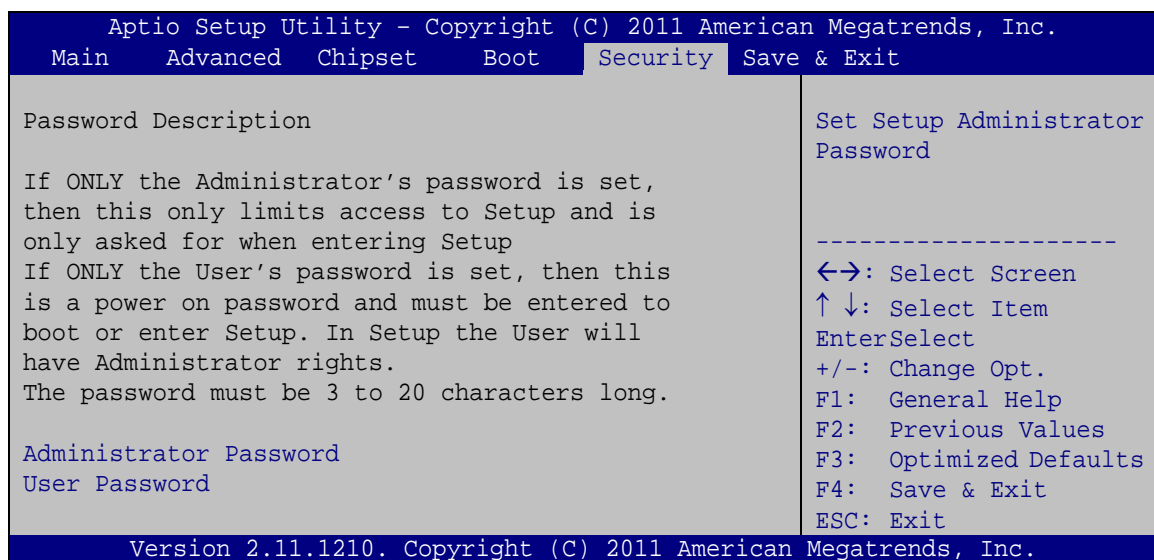 Aptio Setup Utility – Copyright (C) 2011 American Megatrends, Inc.
Main Advanced Chipset Boot Security Save & Exit
Password Description
If ONLY the Administrator’s password is set,
then this only limits access to Setup and is
only asked for when entering Setup
If ONLY the User’s password is set, then this
is a power on password and must be entered to
boot or enter Setup. In Setup the User will
have Administrator rights.
The password must be 3 to 20 characters long.
Administrator Password
User Password
Set Setup Administrator
Password
---------------------
←→: Select Screen
↑ ↓: Select Item
EnterSelect
+/-: Change Opt.
F1: General Help
F2: Previous Values
F3: Optimized Defaults
F4: Save & Exit
ESC: Exit
Version 2.11.1210. Copyright (C) 2011 American Megatrends, Inc.